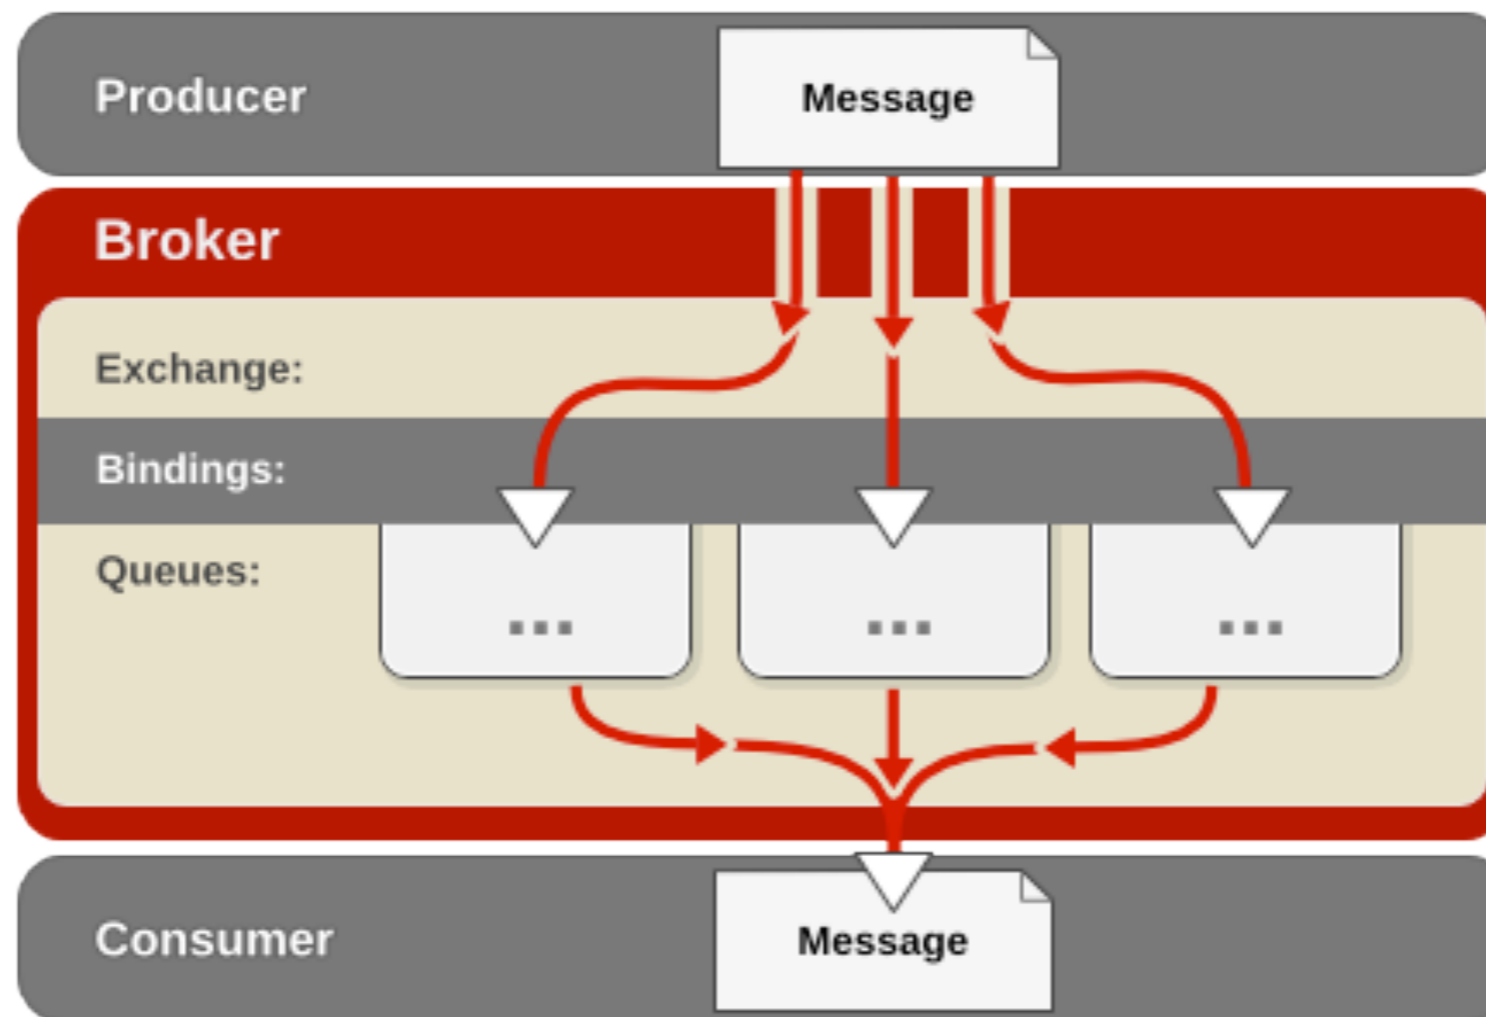 Producer
Message
Broker
Exchange:
Bindings:
Queues:
...
...
...
Consumer
Message